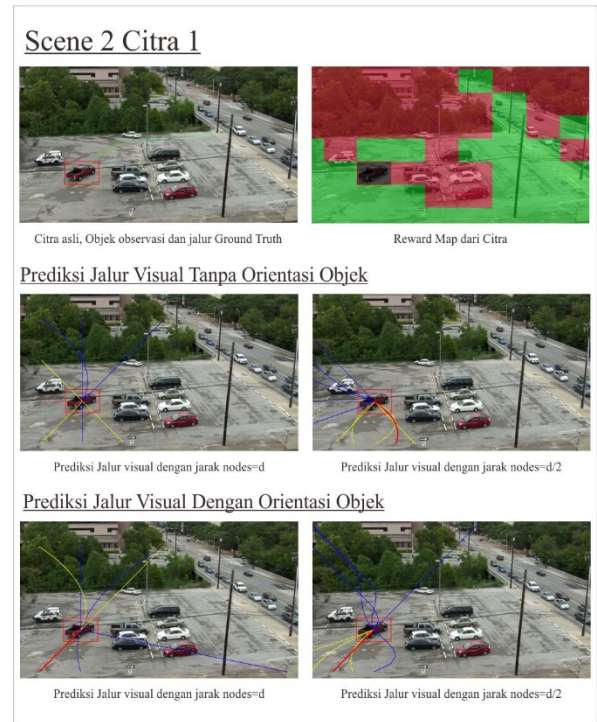 Scene 2 Citra 1
Citra asli, Objek observasi dan jalur Ground Truth
Reward Map dari Citra
Prediksi Jalur Visual Tanpa Orientasi Objek
Prediksi Jalur visual dengan jarak nodes=d
Prediksi Jalur visual dengan jarak nodes=d/2
Prediksi Jalur Visual Dengan Orientasi Objek
Prediksi Jalur visual dengan jarak nodes=d
Prediksi Jalur visual dengan jarak nodes=d/2